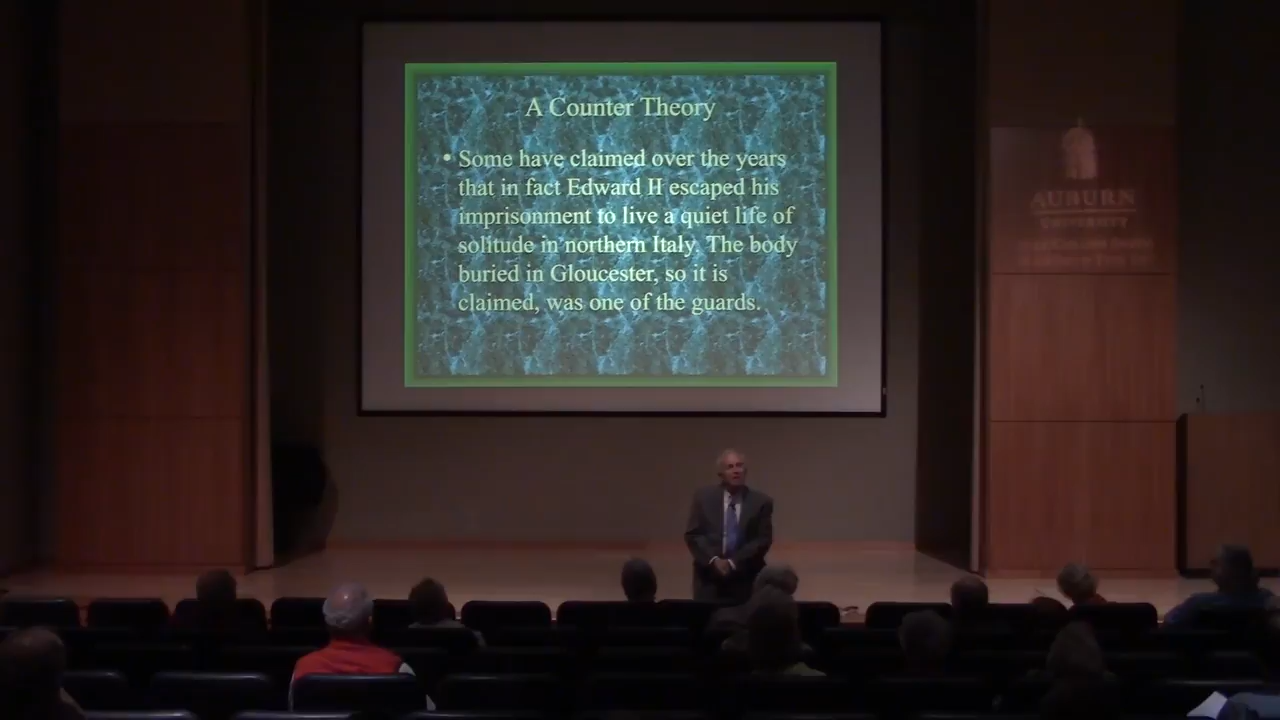 A Counter Theory
• Some have claimed over the years
that in fact Edward II escaped his
imprisonment to live a quiet life of
solitude in northern Italy. The body
buried in Gloucester, so it is
claimed, was one of the guards.
AUBURN
UNIVERSITY